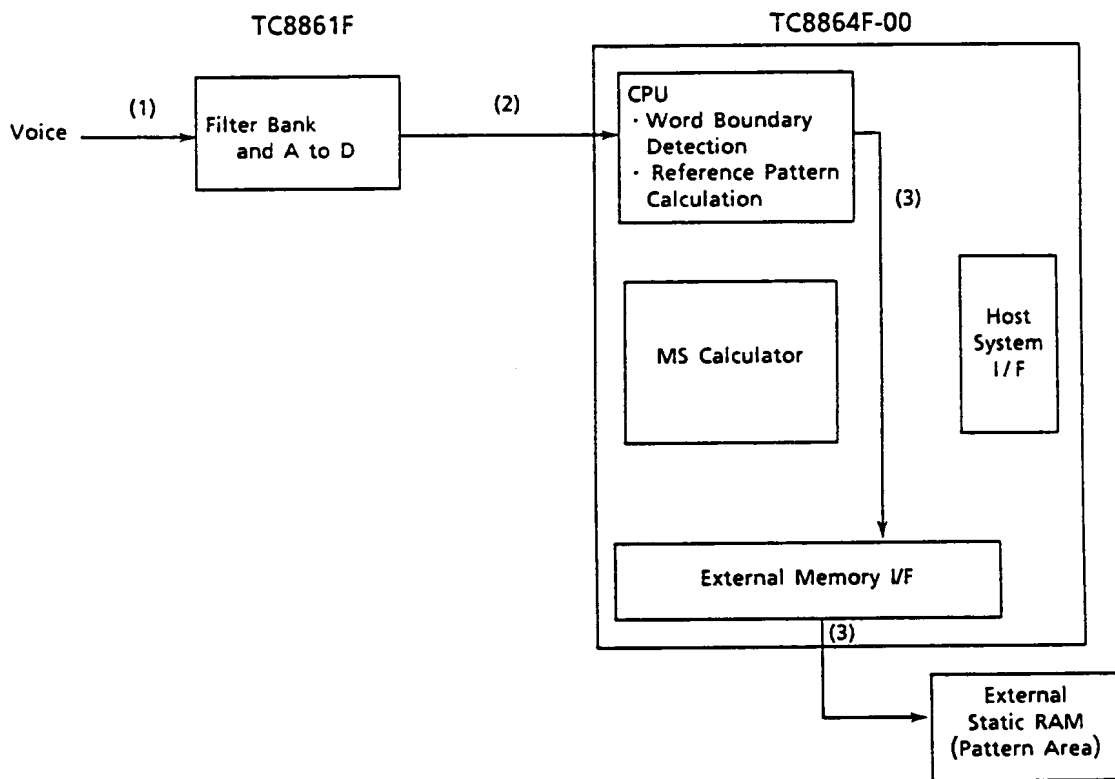 TC8861F
TC8864F-00
Voice
(1)
Filter Bank
and A to D
(2)
CPU
· Word Boundary
Detection
· Reference Pattern
Calculation
(3)
MS Calculator
Host
System
I/F
External Memory I/F
(3)
External
Static RAM
(Pattern Area)